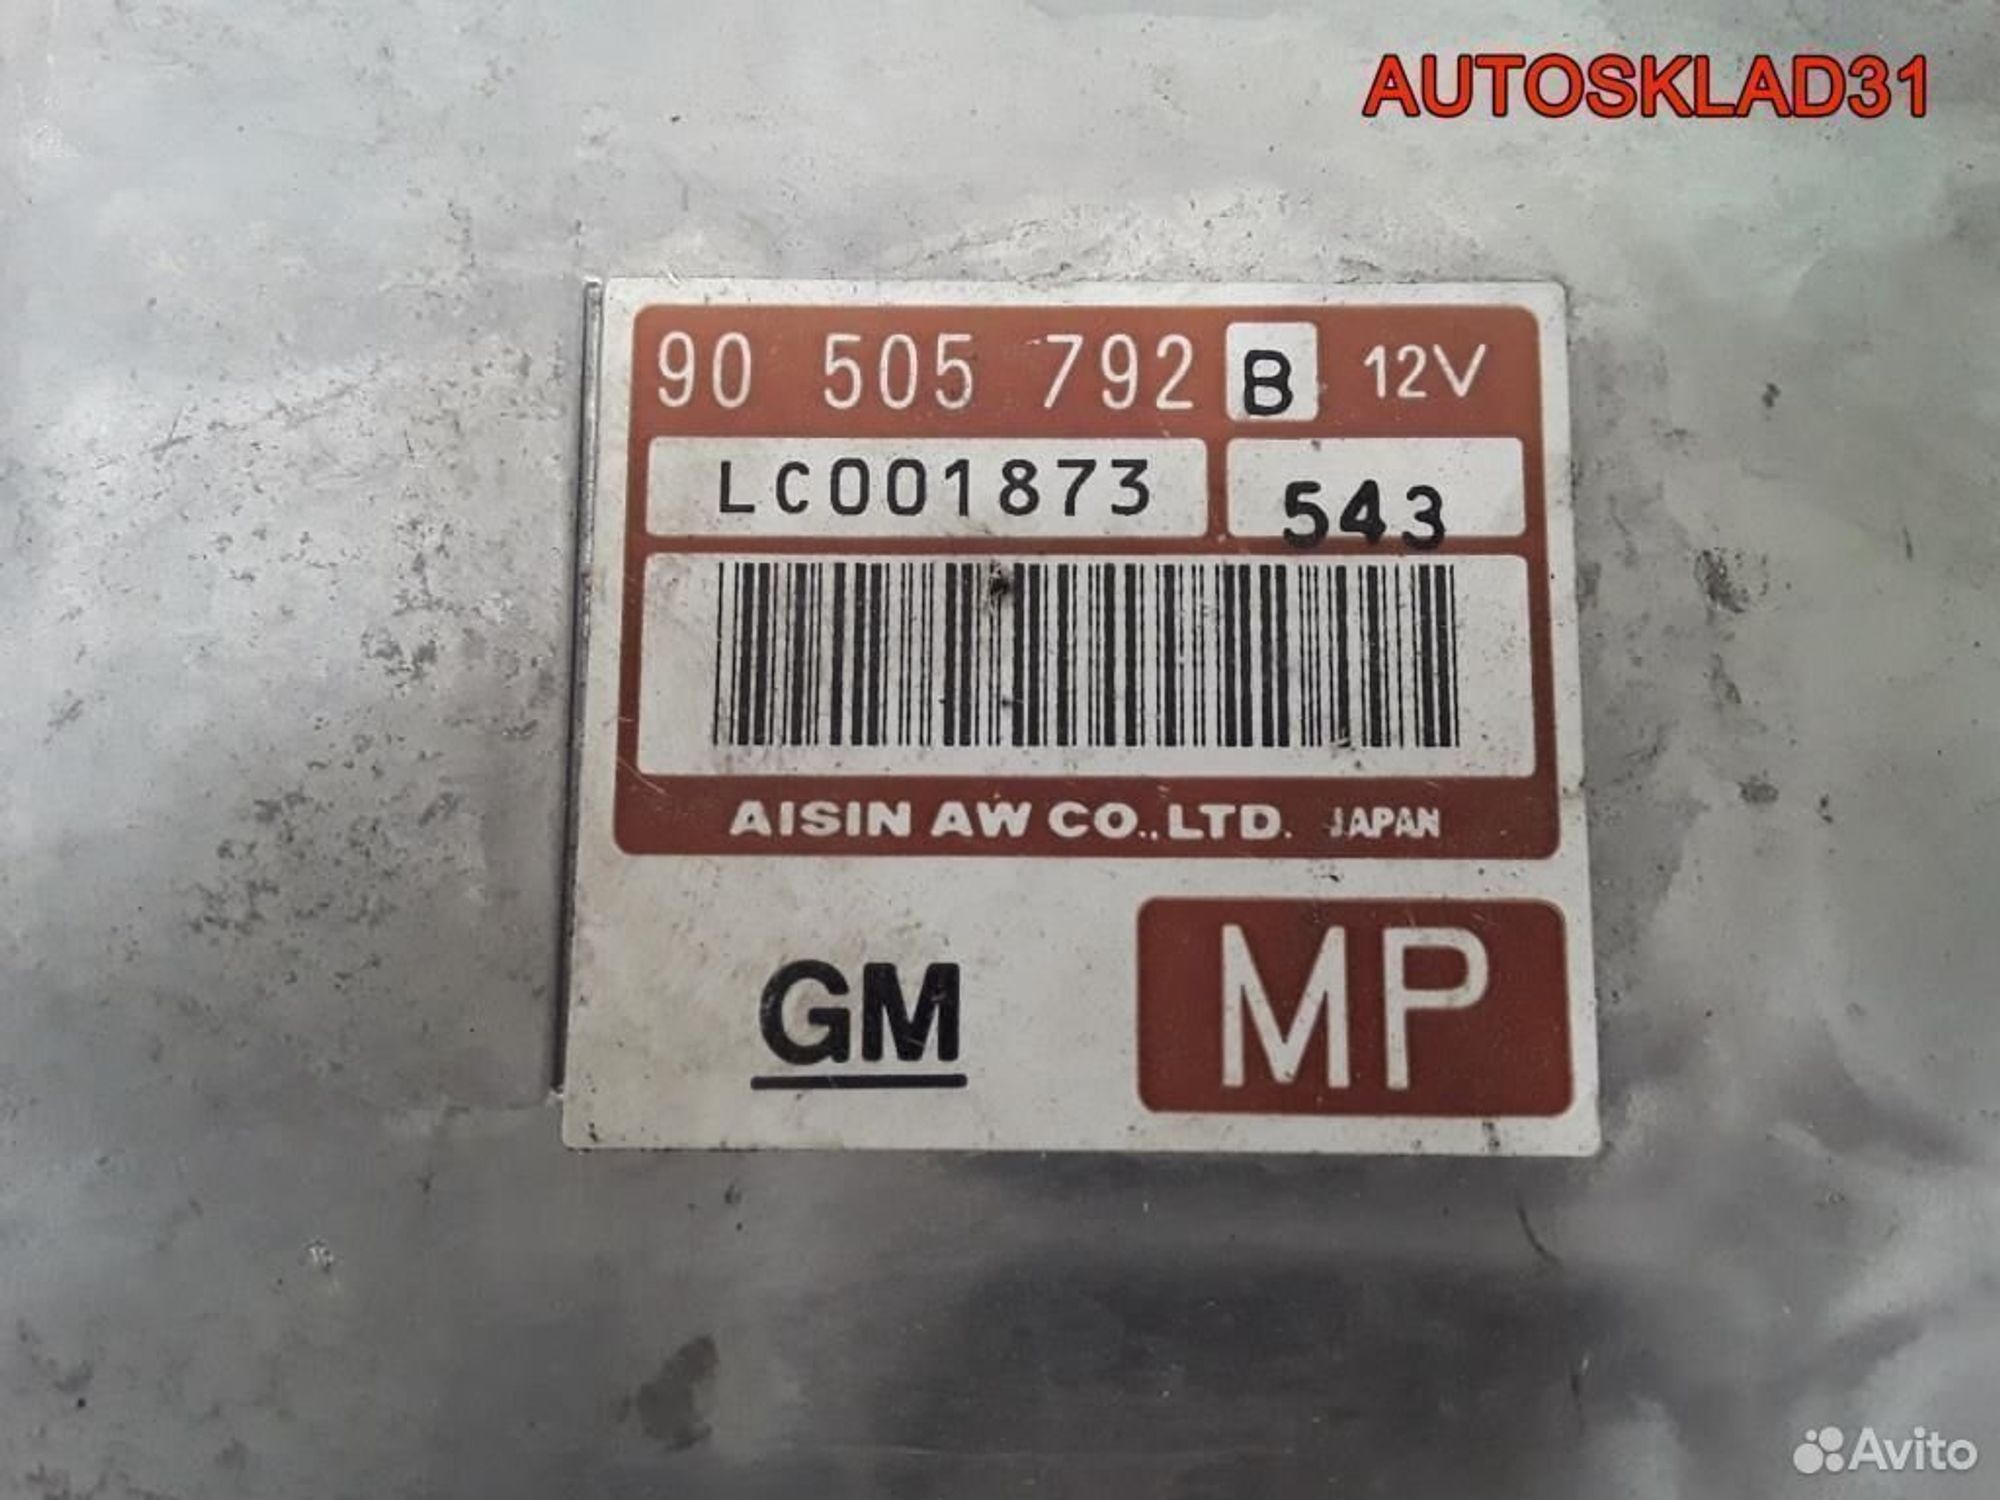 AUTOSKLAD31
90 505 792 B 12V
LC001873 543
AISIN AW CO.,LTD. JAPAN
GM MP
Avito